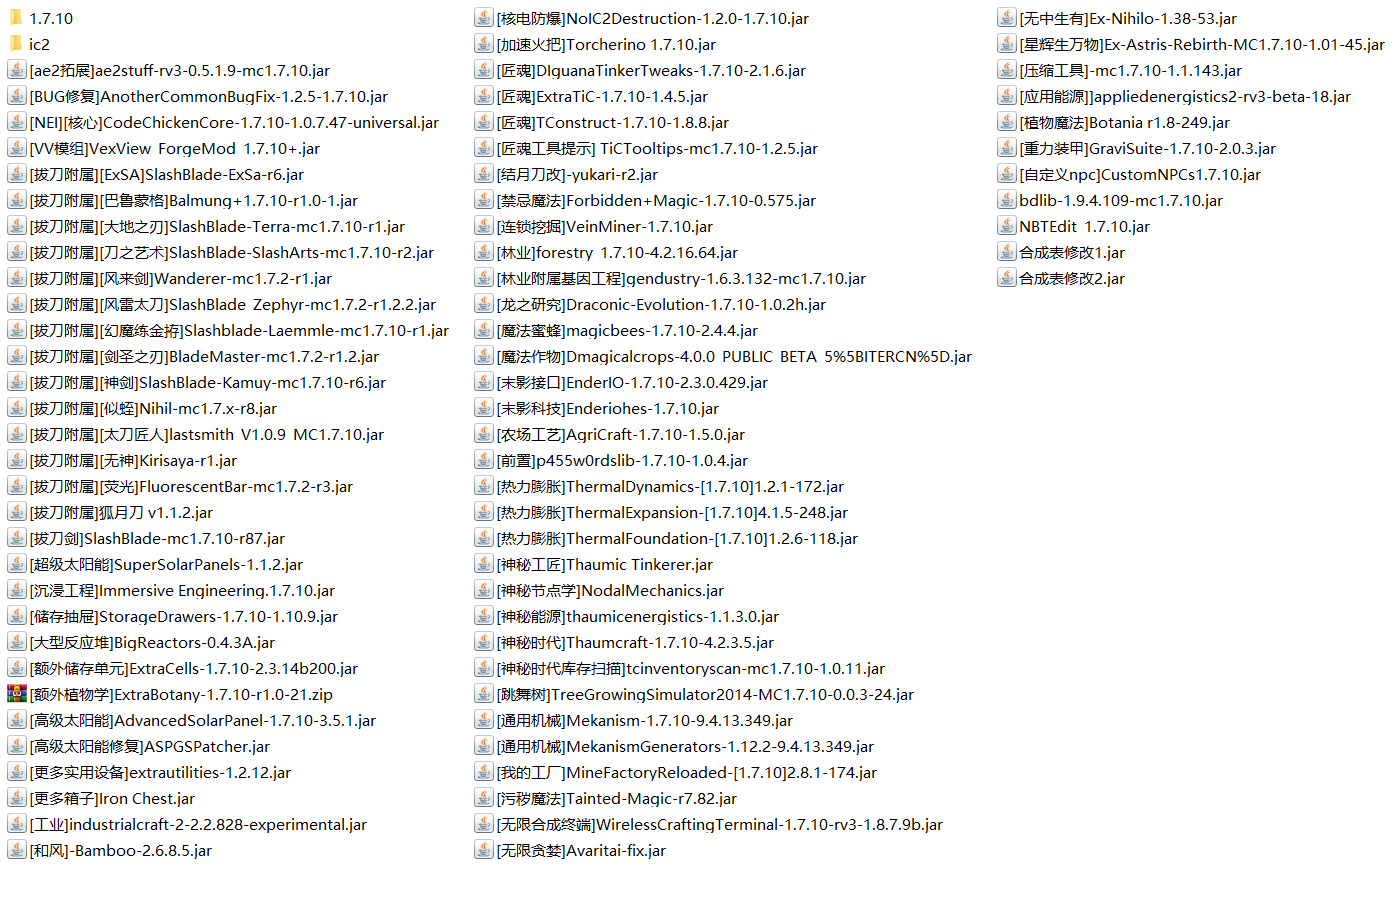 1.7.10
ic2
[ae2拓展]ae2stuff-rv3-0.5.1.9-mc1.7.10.jar
[BUG修复]AnotherCommonBugFix-1.2.5-1.7.10.jar
[NEI][核心]CodeChickenCore-1.7.10-1.0.7.47-universal.jar
[VV模组]VexView_ForgeMod_1.7.10+.jar
[拔刀附属][ExSA]SlashBlade-ExSa-r6.jar
[拔刀附属][巴鲁蒙格]Balmung+1.7.10-r1.0-1.jar
[拔刀附属][大地之刃]SlashBlade-Terra-mc1.7.10-r1.jar
[拔刀附属][刀之艺术]SlashBlade-SlashArts-mc1.7.10-r2.jar
[拔刀附属][风来剑]Wanderer-mc1.7.2-r1.jar
[拔刀附属][风雷太刀]SlashBlade_Zephyr-mc1.7.2-r1.2.2.jar
[拔刀附属][幻魔练金挵]Slashblade-Laemmle-mc1.7.10-r1.jar
[拔刀附属][剑圣之刃]BladeMaster-mc1.7.2-r1.2.jar
[拔刀附属][神剑]SlashBlade-Kamuy-mc1.7.10-r6.jar
[拔刀附属][似蛭]Nihil-mc1.7.x-r8.jar
[拔刀附属][太刀匠人]lastsmith_V1.0.9_MC1.7.10.jar
[拔刀附属][无神]Kirisaya-r1.jar
[拔刀附属][荧光]FluorescentBar-mc1.7.2-r3.jar
[拔刀附属]狐月刀 v1.1.2.jar
[拔刀剑]SlashBlade-mc1.7.10-r87.jar
[超级太阳能]SuperSolarPanels-1.1.2.jar
[沉浸工程]Immersive Engineering.1.7.10.jar
[储存抽屉]StorageDrawers-1.7.10-1.10.9.jar
[大型反应堆]BigReactors-0.4.3A.jar
[额外储存单元]ExtraCells-1.7.10-2.3.14b200.jar
[额外植物学]ExtraBotany-1.7.10-r1.0-21.zip
[高级太阳能]AdvancedSolarPanel-1.7.10-3.5.1.jar
[高级太阳能修复]ASPGSPatcher.jar
[更多实用设备]extrautilities-1.2.12.jar
[更多箱子]Iron Chest.jar
[工业]industrialcraft-2-2.2.828-experimental.jar
[和风]-Bamboo-2.6.8.5.jar
[核电防爆]NoIC2Destruction-1.2.0-1.7.10.jar
[加速火把]Torcherino 1.7.10.jar
[匠魂]DIguanaTinkerTweaks-1.7.10-2.1.6.jar
[匠魂]ExtraTiC-1.7.10-1.4.5.jar
[匠魂]TConstruct-1.7.10-1.8.8.jar
[匠魂工具提示] TiCTooltips-mc1.7.10-1.2.5.jar
[结月刀改]-yukari-r2.jar
[禁忌魔法]Forbidden+Magic-1.7.10-0.575.jar
[连锁挖掘]VeinMiner-1.7.10.jar
[林业]forestry_1.7.10-4.2.16.64.jar
[林业附属基因工程]gendustry-1.6.3.132-mc1.7.10.jar
[龙之研究]Draconic-Evolution-1.7.10-1.0.2h.jar
[魔法蜜蜂]magicbees-1.7.10-2.4.4.jar
[魔法作物]Dmagicalcrops-4.0.0_PUBLIC_BETA_5%5BITERCN%5D.jar
[末影接口]EnderIO-1.7.10-2.3.0.429.jar
[末影科技]Enderiohes-1.7.10.jar
[农场工艺]AgriCraft-1.7.10-1.5.0.jar
[前置]p455w0rdslib-1.7.10-1.0.4.jar
[热力膨胀]ThermalDynamics-[1.7.10]1.2.1-172.jar
[热力膨胀]ThermalExpansion-[1.7.10]4.1.5-248.jar
[热力膨胀]ThermalFoundation-[1.7.10]1.2.6-118.jar
[神秘工匠]Thaumic Tinkerer.jar
[神秘节点学]NodalMechanics.jar
[神秘能源]thaumicenergistics-1.1.3.0.jar
[神秘时代]Thaumcraft-1.7.10-4.2.3.5.jar
[神秘时代库存扫描]tcinventoryscan-mc1.7.10-1.0.11.jar
[跳舞树]TreeGrowingSimulator2014-MC1.7.10-0.0.3-24.jar
[通用机械]Mekanism-1.7.10-9.4.13.349.jar
[通用机械]MekanismGenerators-1.12.2-9.4.13.349.jar
[我的工厂]MineFactoryReloaded-[1.7.10]2.8.1-174.jar
[污秽魔法]Tainted-Magic-r7.82.jar
[无限合成终端]WirelessCraftingTerminal-1.7.10-rv3-1.8.7.9b.jar
[无限贪婪]Avaritai-fix.jar
[无中生有]Ex-Nihilo-1.38-53.jar
[星辉生万物]Ex-Astris-Rebirth-MC1.7.10-1.01-45.jar
[压缩工具]-mc1.7.10-1.1.143.jar
[应用能源]]appliedenergistics2-rv3-beta-18.jar
[植物魔法]Botania r1.8-249.jar
[重力装甲]GraviSuite-1.7.10-2.0.3.jar
[自定义npc]CustomNPCs1.7.10.jar
bdlib-1.9.4.109-mc1.7.10.jar
NBTEdit_1.7.10.jar
合成表修改1.jar
合成表修改2.jar